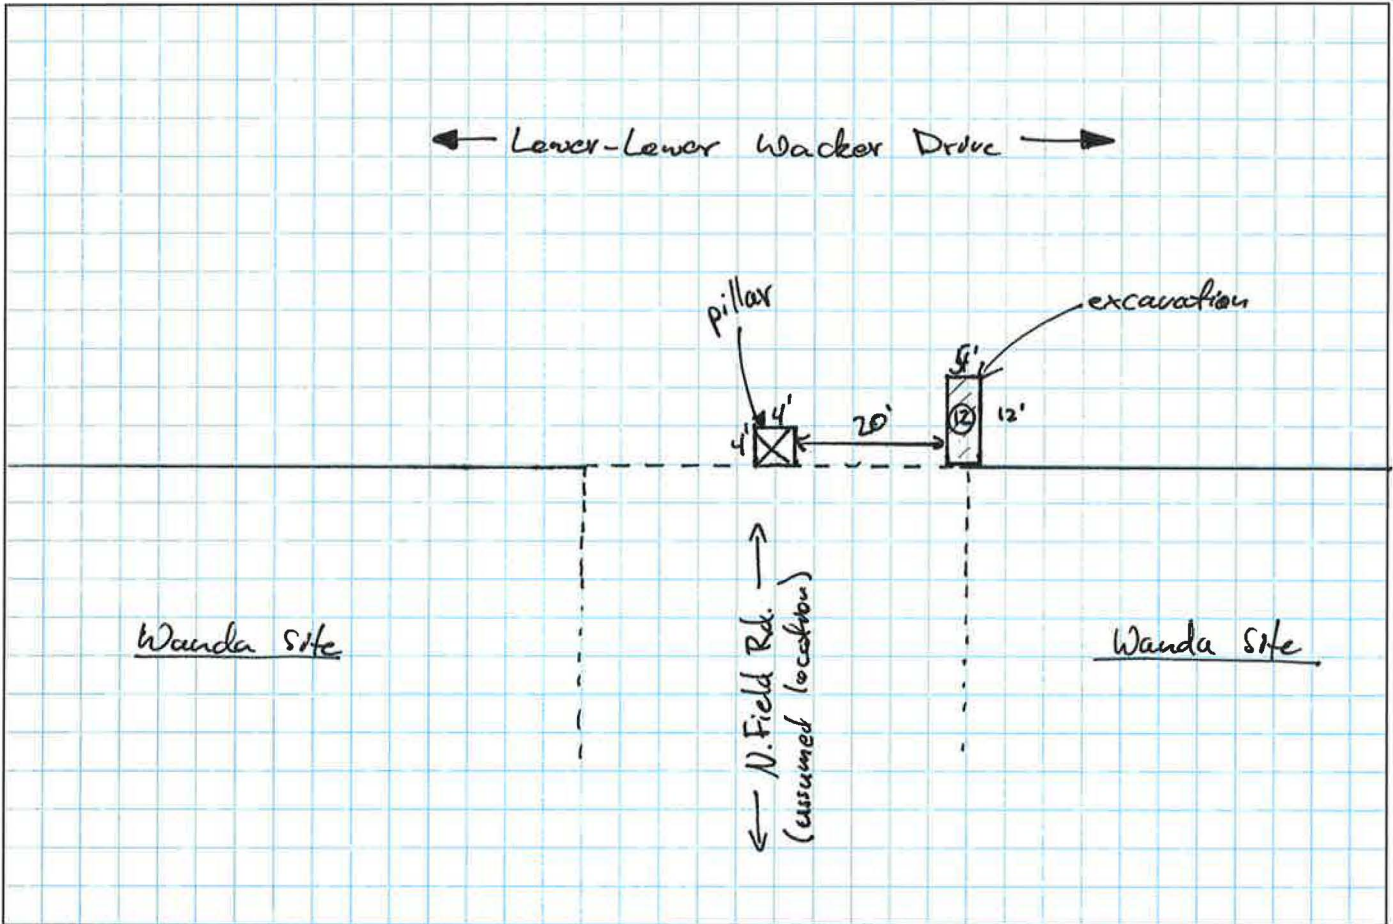 Lower-Lower Wacker Drive
pillar
excavation
4'
4'
20'
12
12'
N. Field Rd.
(assumed location)
Wanda Site
Wanda Site